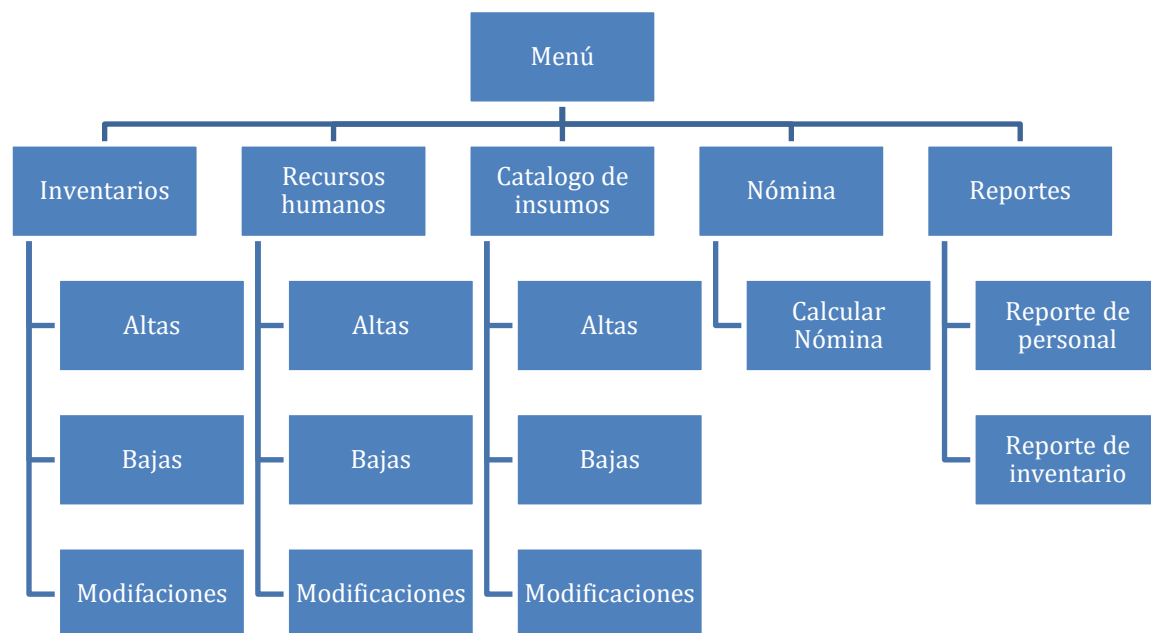 Menú
Inventarios
Recursos
humanos
Catalogo de
insumos
Nómina
Reportes
Altas
Altas
Altas
Calcular
Nómina
Reporte de
personal
Bajas
Bajas
Bajas
Reporte de
inventario
Modifaciones
Modificaciones
Modificaciones